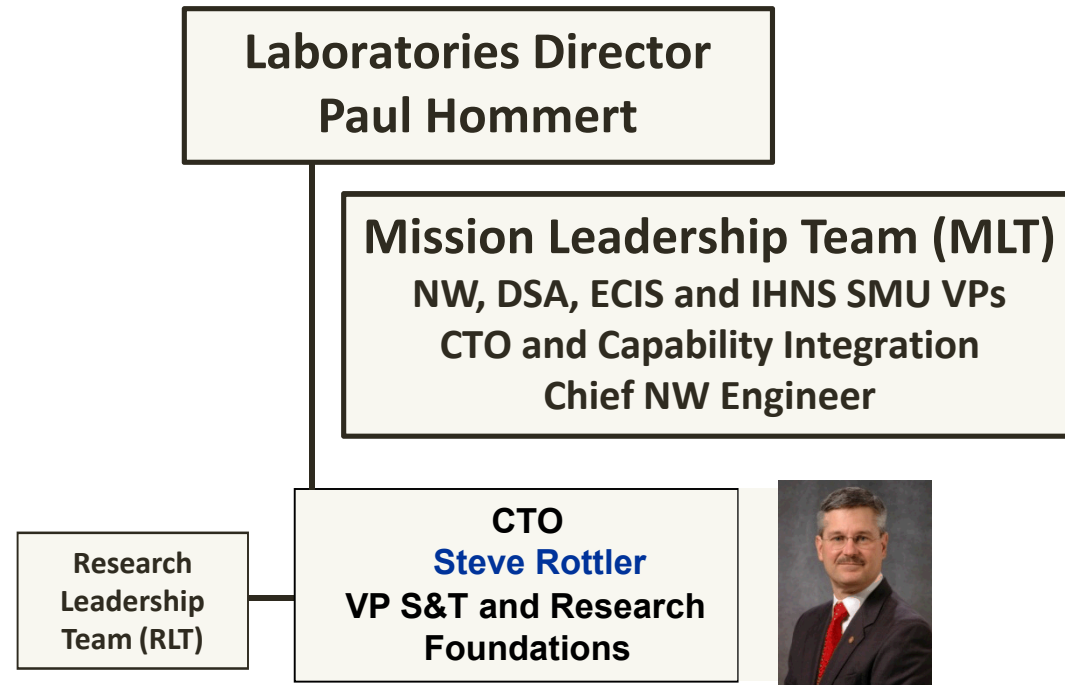 Laboratories Director
Paul Hommert
Mission Leadership Team (MLT)
NW, DSA, ECIS and IHNS SMU VPs
CTO and Capability Integration
Chief NW Engineer
CTO
Steve Rottler
VP S&T and Research
Foundations
Research
Leadership
Team (RLT)